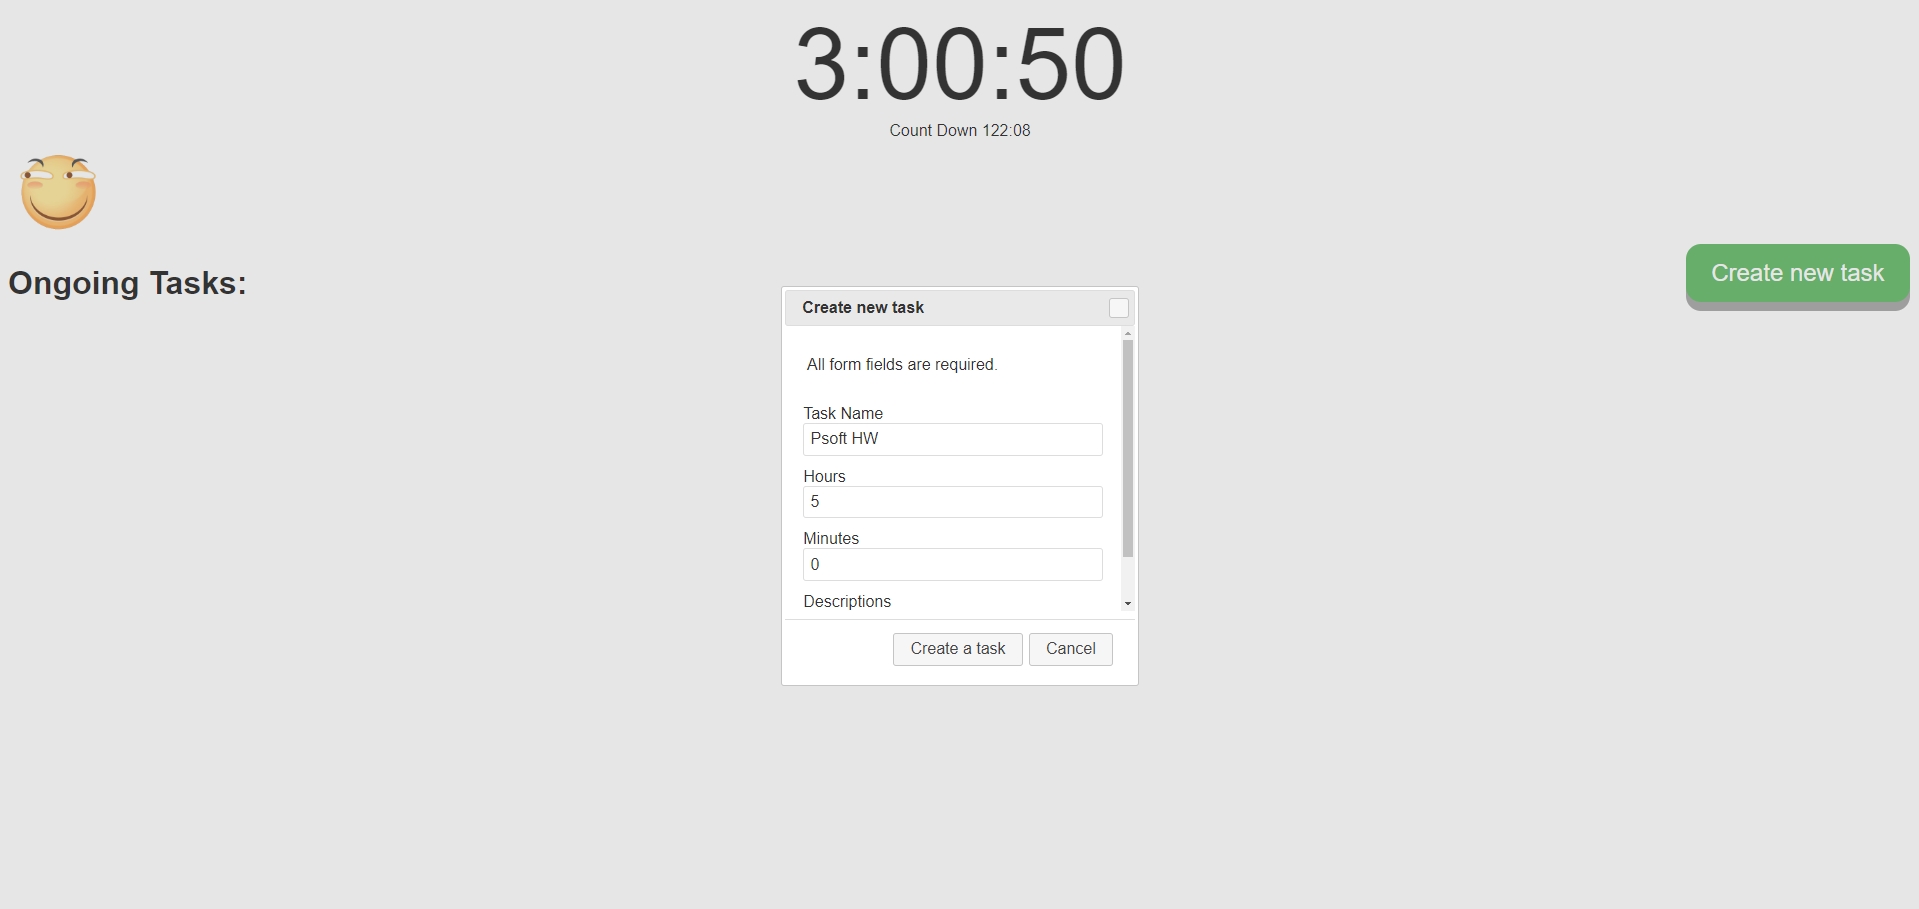 3:00:50
Count Down 122:08
Ongoing Tasks:
Create new task
Create new task
All form fields are required.
Task Name
Psoft HW
Hours
5
Minutes
0
Descriptions
Create a task
Cancel